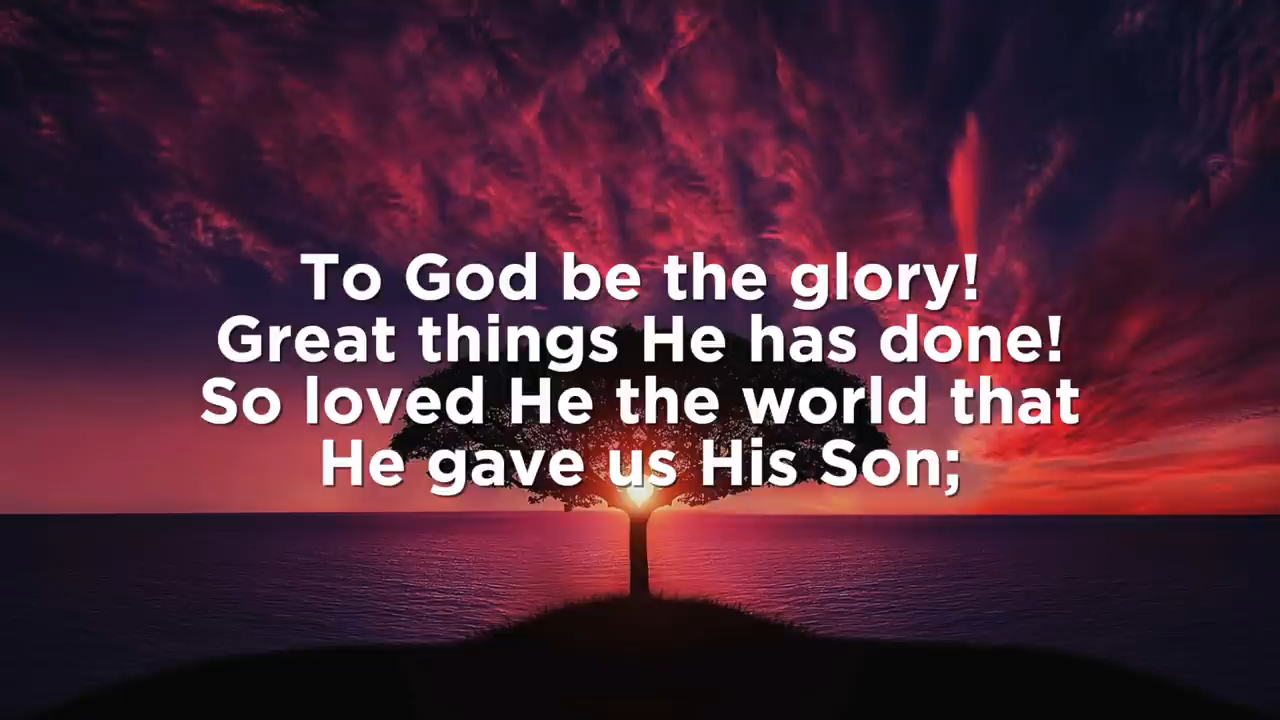 To God be the glory!
Great things He has done!
So loved He the world that
He gave us His Son;